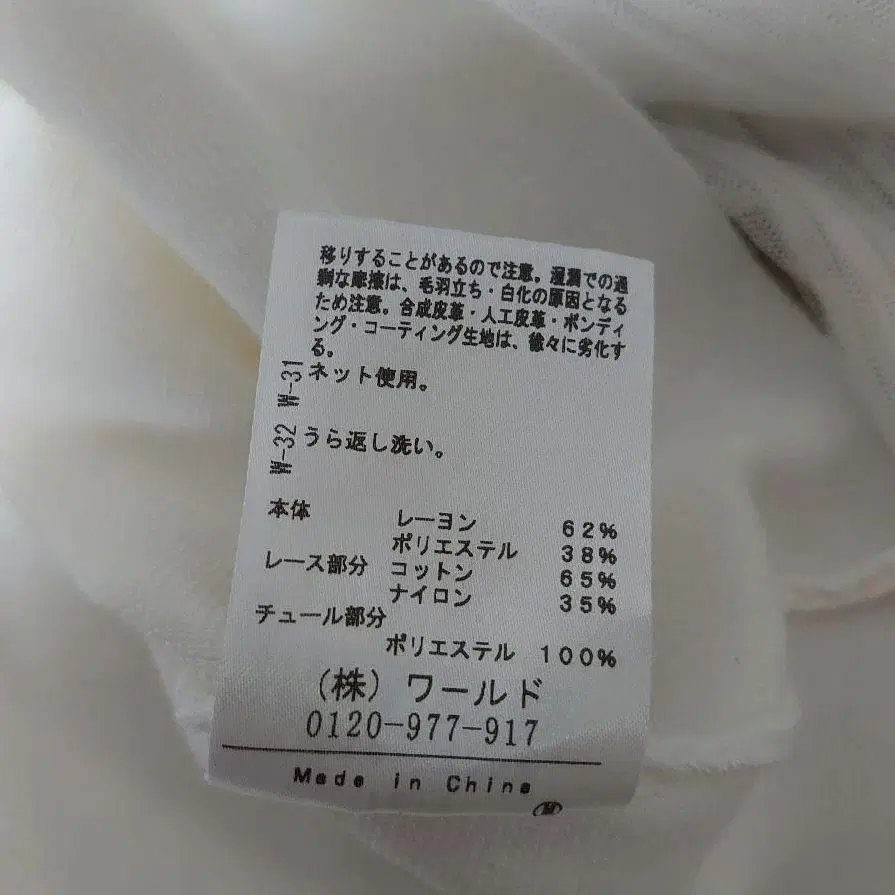 移りすることがあるので注意。湿潤での過
剰な摩擦は、毛羽立ち・白化の原因となる
ため注意。合成皮革・人工皮革・ボンディ
ング・コーティング生地は、徐々に劣化す
る。
W-31 ネット使用。
W-32 うら返し洗い。
本体 レーヨン 62%
ポリエステル 38%
レース部分 コットン 65%
ナイロン 35%
チュール部分
ポリエステル 100%
(株) ワールド
0120-977-917
Made in China
M